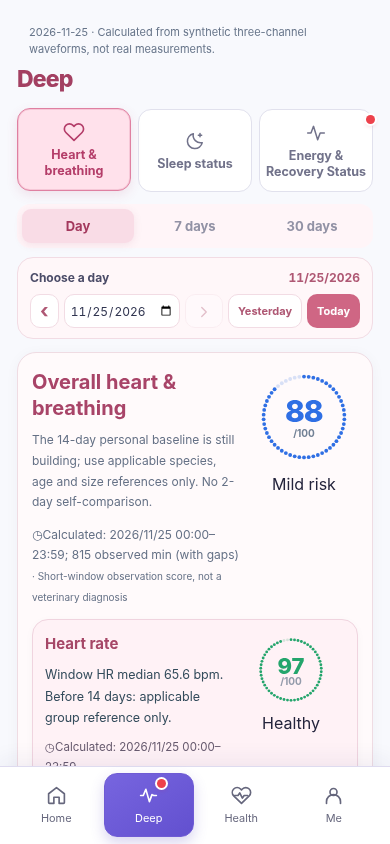 2026-11-25 · Calculated from synthetic three-channel
waveforms, not real measurements.
Deep
Heart &
breathing
Sleep status
Energy &
Recovery Status
Day
7 days
30 days
Choose a day
11/25/2026
11/25/2026
Yesterday
Today
Overall heart &
breathing
The 14-day personal baseline is still
building; use applicable species,
age and size references only. No 2-
day self-comparison.
◷Calculated: 2026/11/25 00:00–
23:59; 815 observed min (with gaps)
· Short-window observation score, not a
veterinary diagnosis
88
/100
Mild risk
Heart rate
Window HR median 65.6 bpm.
Before 14 days: applicable
group reference only.
◷Calculated: 2026/11/25 00:00–
23:59
97
/100
Healthy
Home
Deep
Health
Me